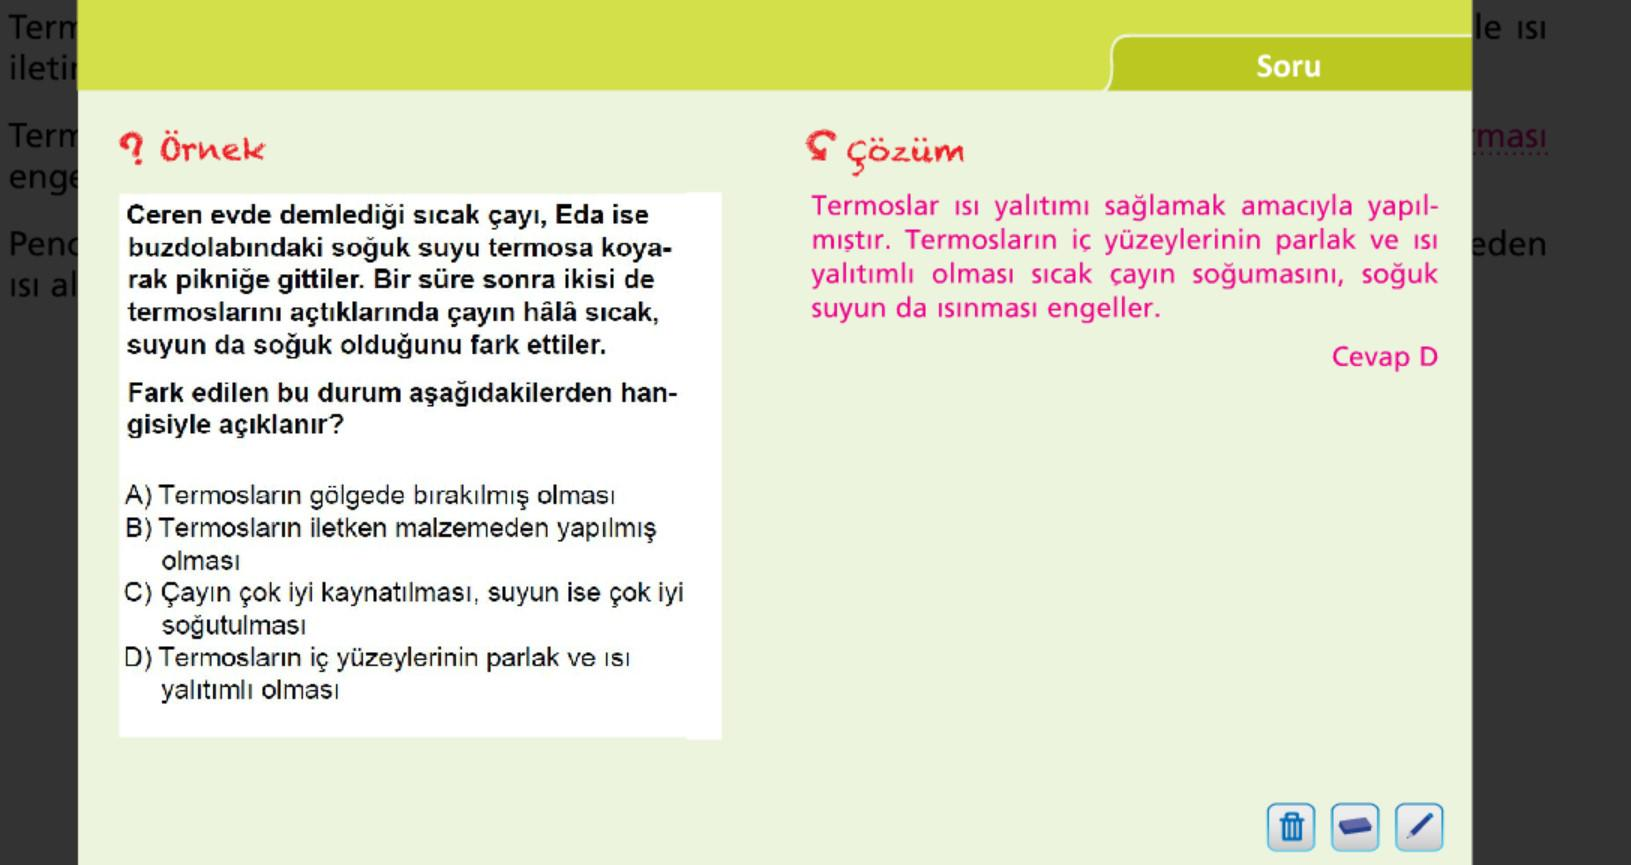 Soru
? Örnek
Ceren evde demlediği sıcak çayı, Eda ise
buzdolabındaki soğuk suyu termosa koya-
rak pikniğe gittiler. Bir süre sonra ikisi de
termoslarını açtıklarında çayın hâlâ sıcak,
suyun da soğuk olduğunu fark ettiler.
Fark edilen bu durum aşağıdakilerden han-
gisiyle açıklanır?
A) Termosların gölgede bırakılmış olması
B) Termosların iletken malzemeden yapılmış
olması
C) Çayın çok iyi kaynatılması, suyun ise çok iyi
soğutulması
D) Termosların iç yüzeylerinin parlak ve ısı
yalıtımlı olması
Çözüm
Termoslar ısı yalıtımı sağlamak amacıyla yapıl-
mıştır. Termosların iç yüzeylerinin parlak ve ısı
yalıtımlı olması sıcak çayın soğumasını, soğuk
suyun da ısınması engeller.
Cevap D